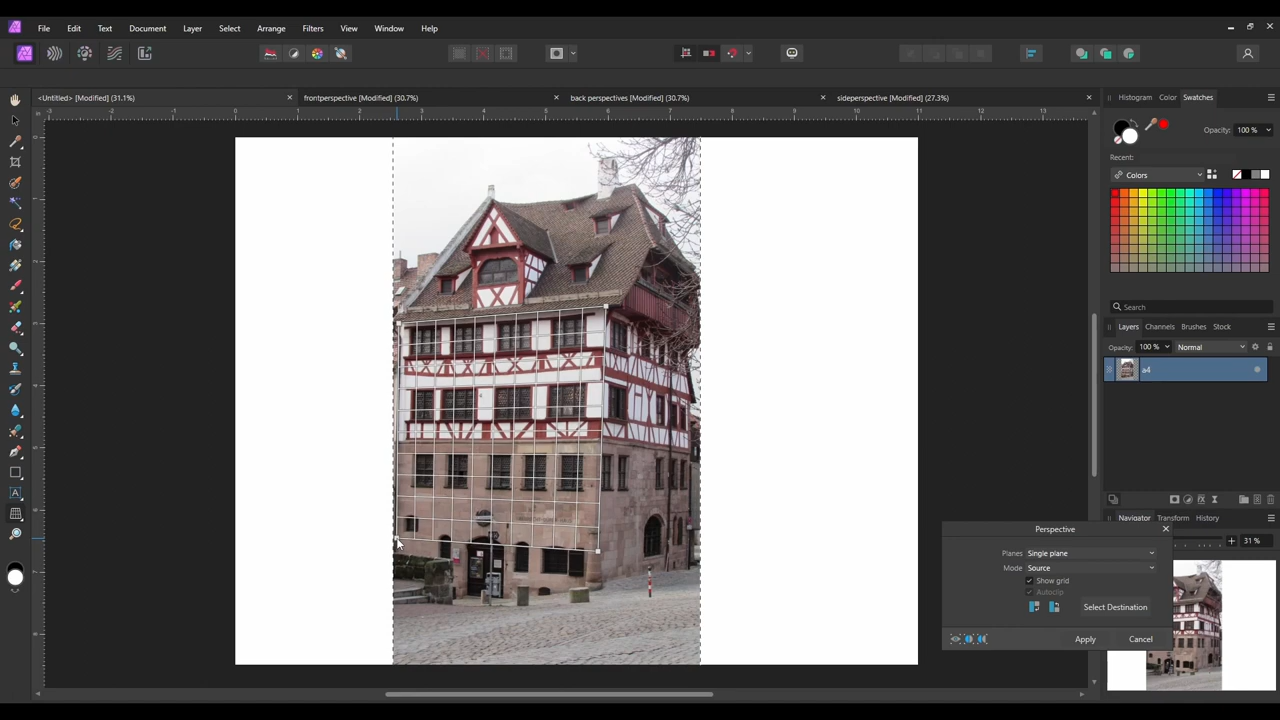 File Edit Text Document Layer Select Arrange Filters View Window Help
<Untitled> [Modified] (31.1%)
frontperspective [Modified] (30.7%)
back perspectives [Modified] (30.7%)
sideperspective [Modified] (27.3%)
Histogram Color Swatches
Opacity: 100 %
Recent:
Colors
Search
Layers Channels Brushes Stock
Opacity: 100 % Normal
a4
Navigator Transform History
31 %
Perspective
Planes Single plane
Mode Source
Show grid
Autoclip
Select Destination
Apply Cancel